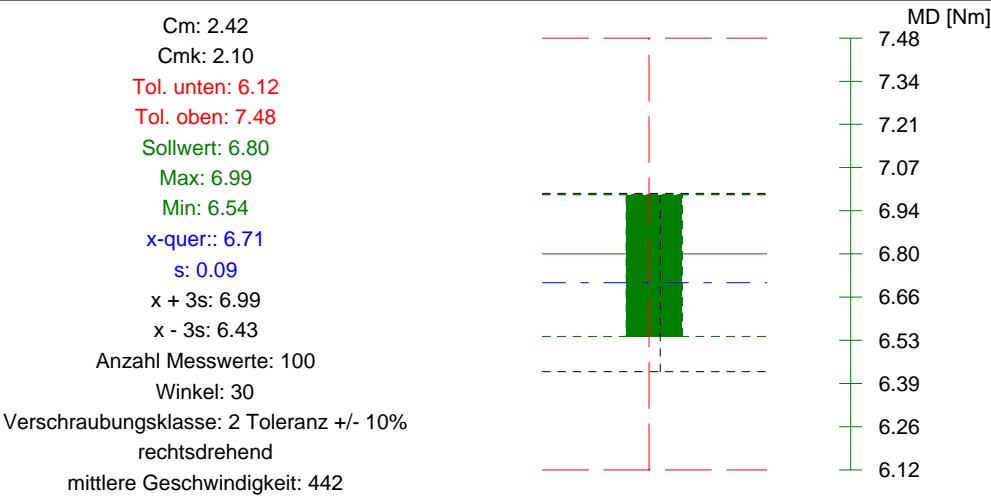 Cm: 2.42
Cmk: 2.10
Tol. unten: 6.12
Tol. oben: 7.48
Sollwert: 6.80
Max: 6.99
Min: 6.54
x-quer:: 6.71
s: 0.09
x + 3s: 6.99
x - 3s: 6.43
Anzahl Messwerte: 100
Winkel: 30
Verschraubungsklasse: 2 Toleranz +/- 10%
rechtsdrehend
mittlere Geschwindigkeit: 442
MD [Nm]
7.48
7.34
7.21
7.07
6.94
6.80
6.66
6.53
6.39
6.26
6.12